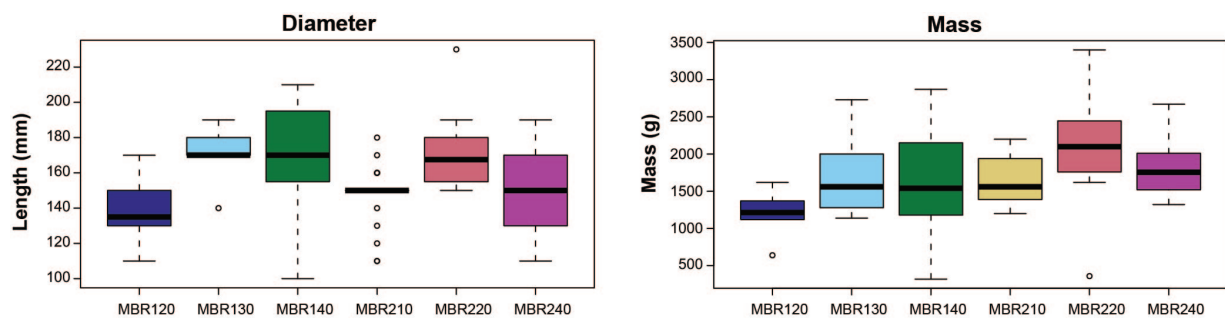 Diameter
Length (mm)
220
200
180
160
140
120
100
MBR120 MBR130 MBR140 MBR210 MBR220 MBR240
Mass
Mass (g)
3500
3000
2500
2000
1500
1000
500
MBR120 MBR130 MBR140 MBR210 MBR220 MBR240